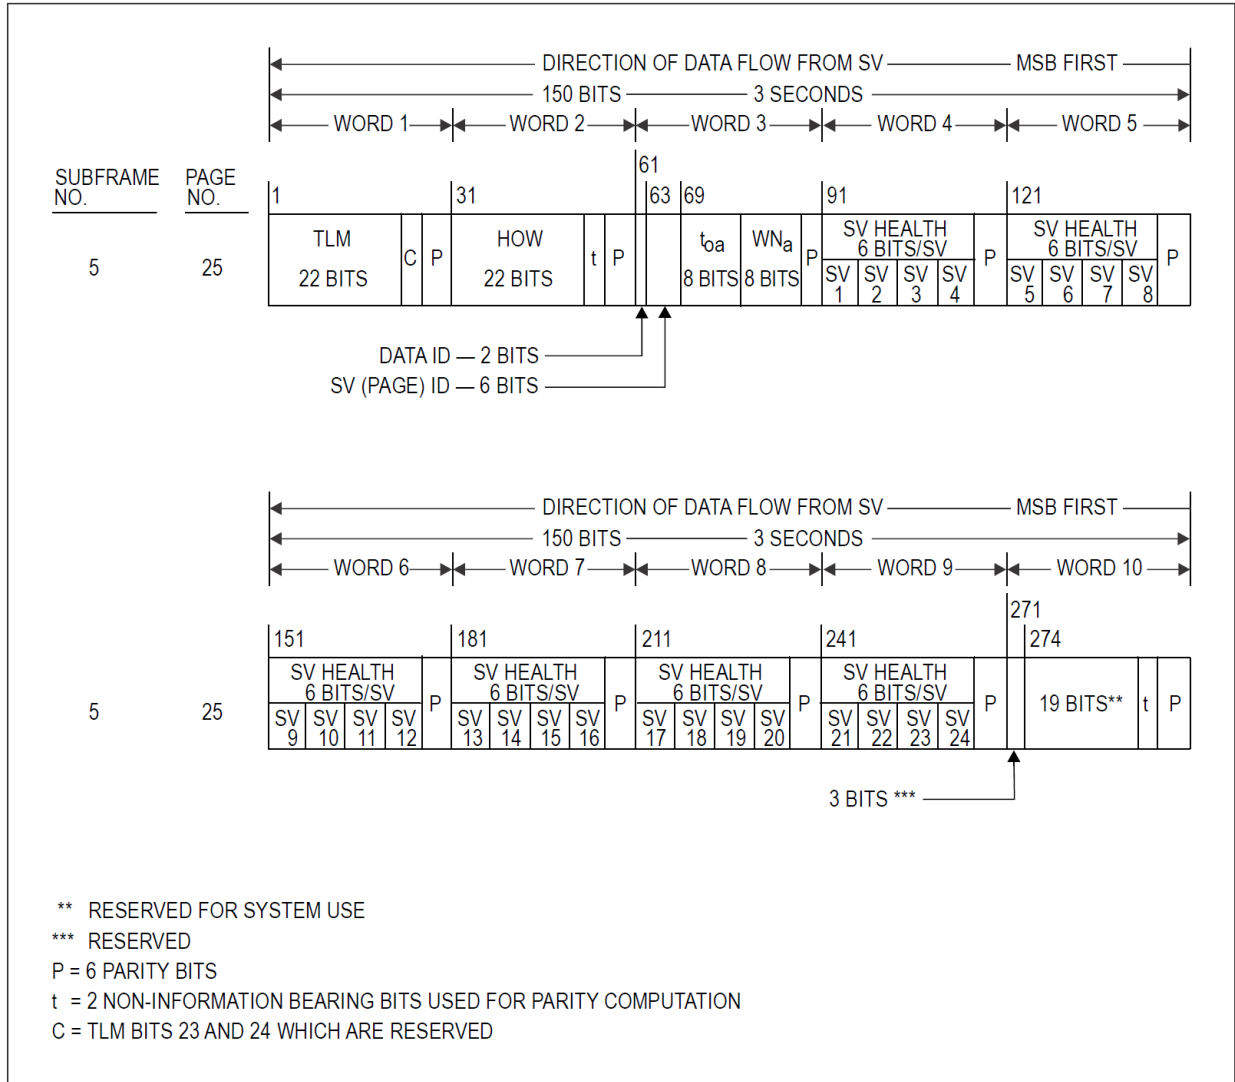 DIRECTION OF DATA FLOW FROM SV MSB FIRST
150 BITS 3 SECONDS
WORD 1 WORD 2 WORD 3 WORD 4 WORD 5
SUBFRAME NO. PAGE NO.
1 31 61 63 69 91 121
5 25
TLM 22 BITS C P
HOW 22 BITS t P
toa 8 BITS WNa 8 BITS P
SV HEALTH 6 BITS/SV P
SV 1 SV 2 SV 3 SV 4
SV HEALTH 6 BITS/SV P
SV 5 SV 6 SV 7 SV 8
DATA ID — 2 BITS
SV (PAGE) ID — 6 BITS
DIRECTION OF DATA FLOW FROM SV MSB FIRST
150 BITS 3 SECONDS
WORD 6 WORD 7 WORD 8 WORD 9 WORD 10
151 181 211 241 271 274
5 25
SV HEALTH 6 BITS/SV P
SV 9 SV 10 SV 11 SV 12
SV HEALTH 6 BITS/SV P
SV 13 SV 14 SV 15 SV 16
SV HEALTH 6 BITS/SV P
SV 17 SV 18 SV 19 SV 20
SV HEALTH 6 BITS/SV P
SV 21 SV 22 SV 23 SV 24
19 BITS** t P
3 BITS ***
** RESERVED FOR SYSTEM USE
*** RESERVED
P = 6 PARITY BITS
t = 2 NON-INFORMATION BEARING BITS USED FOR PARITY COMPUTATION
C = TLM BITS 23 AND 24 WHICH ARE RESERVED